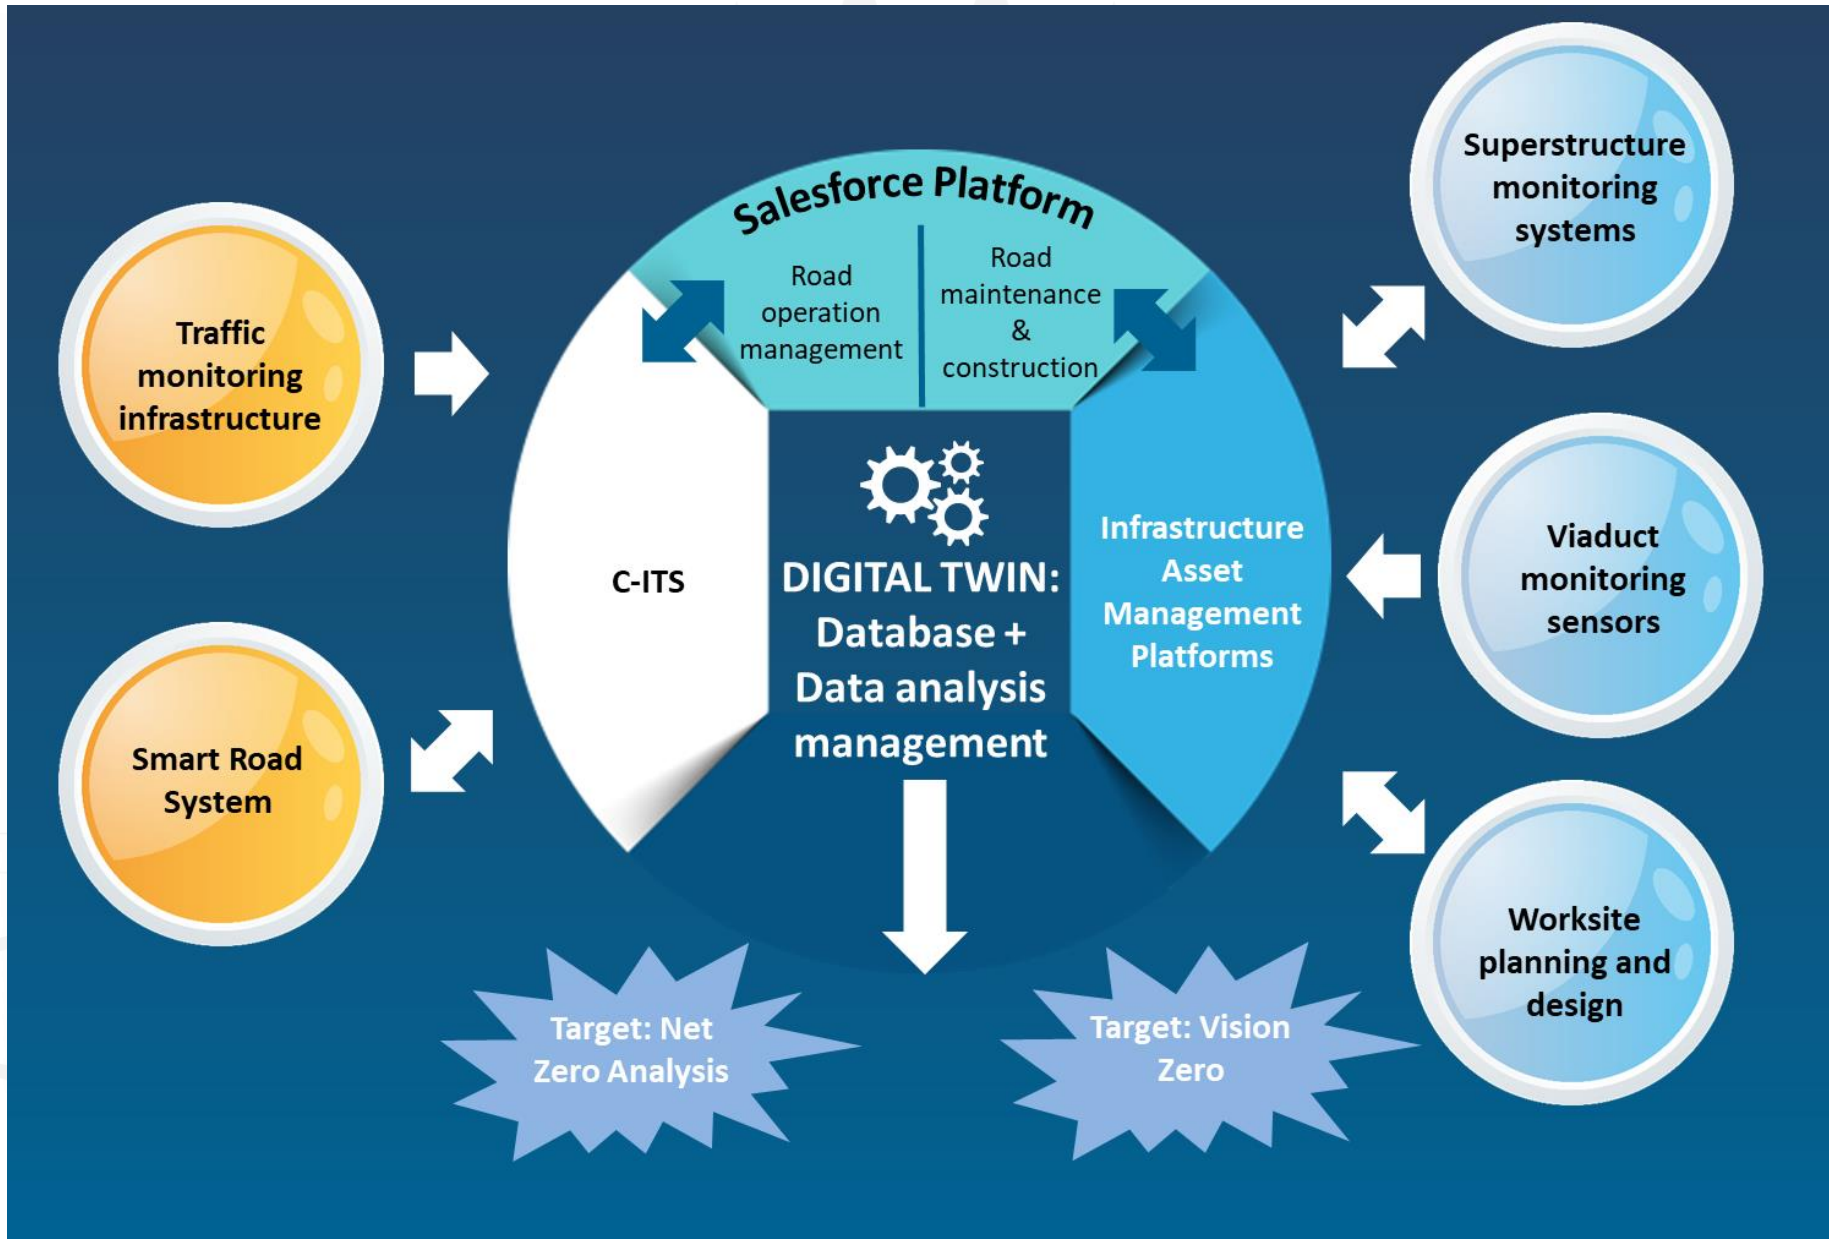 Salesforce Platform
Road
operation
management
Road
maintenance
&
construction
Traffic
monitoring
infrastructure
Smart Road
System
C-ITS
DIGITAL TWIN:
Database +
Data analysis
management
Infrastructure
Asset
Management
Platforms
Superstructure
monitoring
systems
Viaduct
monitoring
sensors
Worksite
planning and
design
Target: Net
Zero Analysis
Target: Vision
Zero